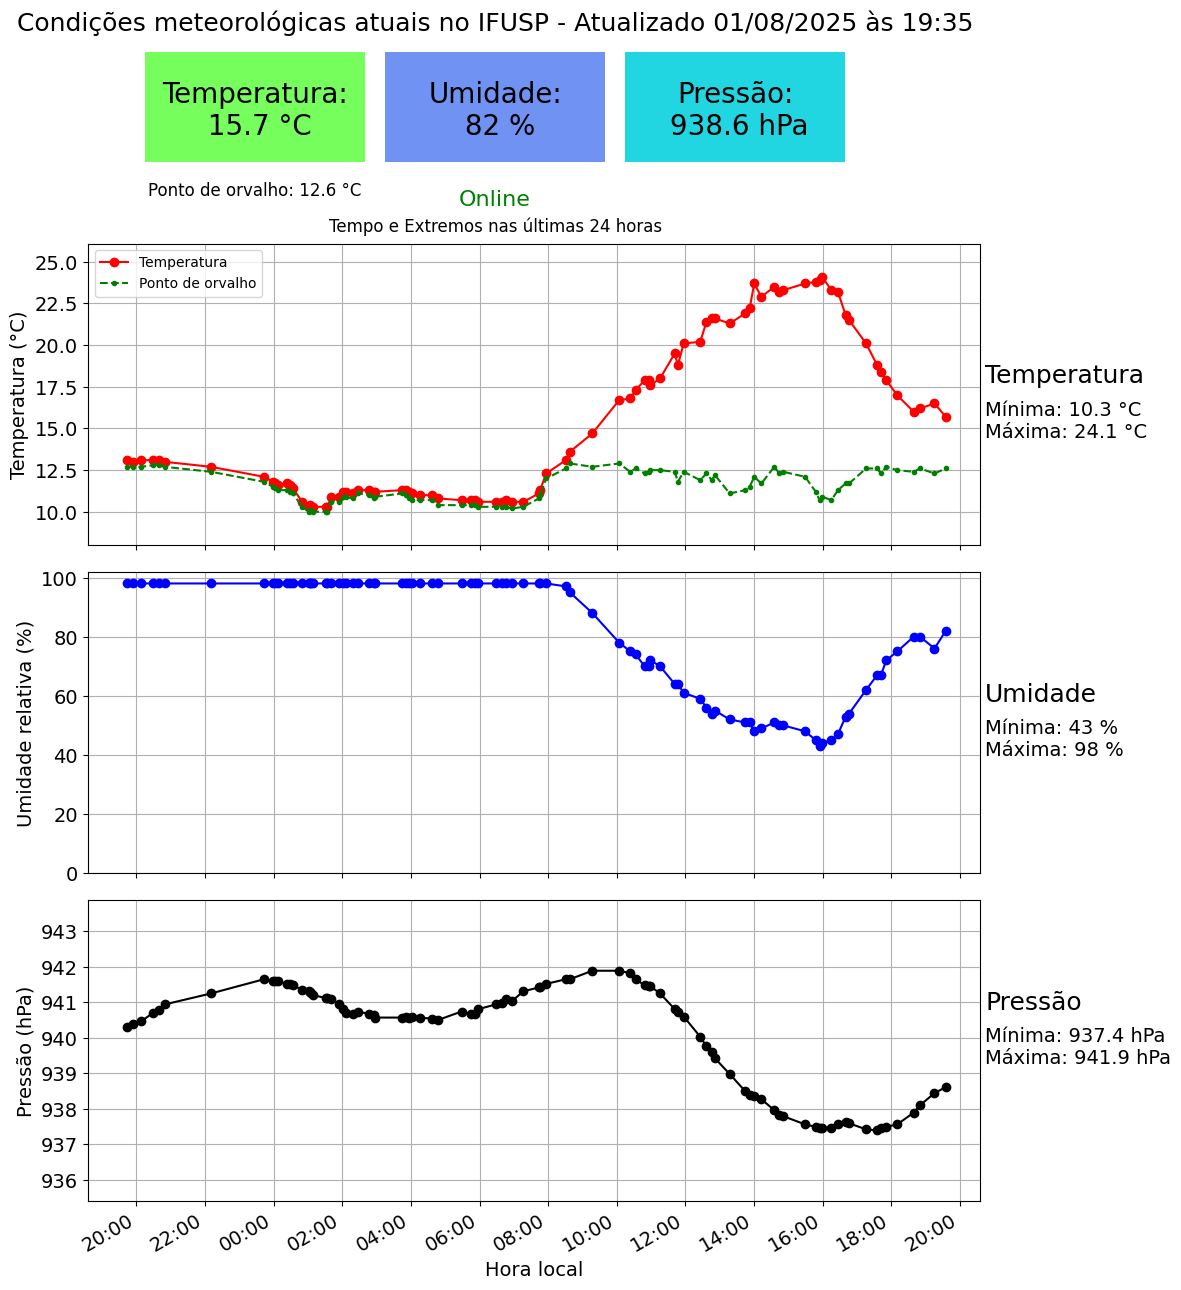 Condições meteorológicas atuais no IFUSP - Atualizado 01/08/2025 às 19:35
Temperatura:
15.7 °C
Umidade:
82 %
Pressão:
938.6 hPa
Ponto de orvalho: 12.6 °C
Online
Tempo e Extremos nas últimas 24 horas
Temperatura
Ponto de orvalho
Temperatura (°C)
25.0
22.5
20.0
17.5
15.0
12.5
10.0
Temperatura
Mínima: 10.3 °C
Máxima: 24.1 °C
Umidade relativa (%)
100
80
60
40
20
0
Umidade
Mínima: 43 %
Máxima: 98 %
Pressão (hPa)
943
942
941
940
939
938
937
936
Pressão
Mínima: 937.4 hPa
Máxima: 941.9 hPa
20:00 22:00 00:00 02:00 04:00 06:00 08:00 10:00 12:00 14:00 16:00 18:00 20:00
Hora local